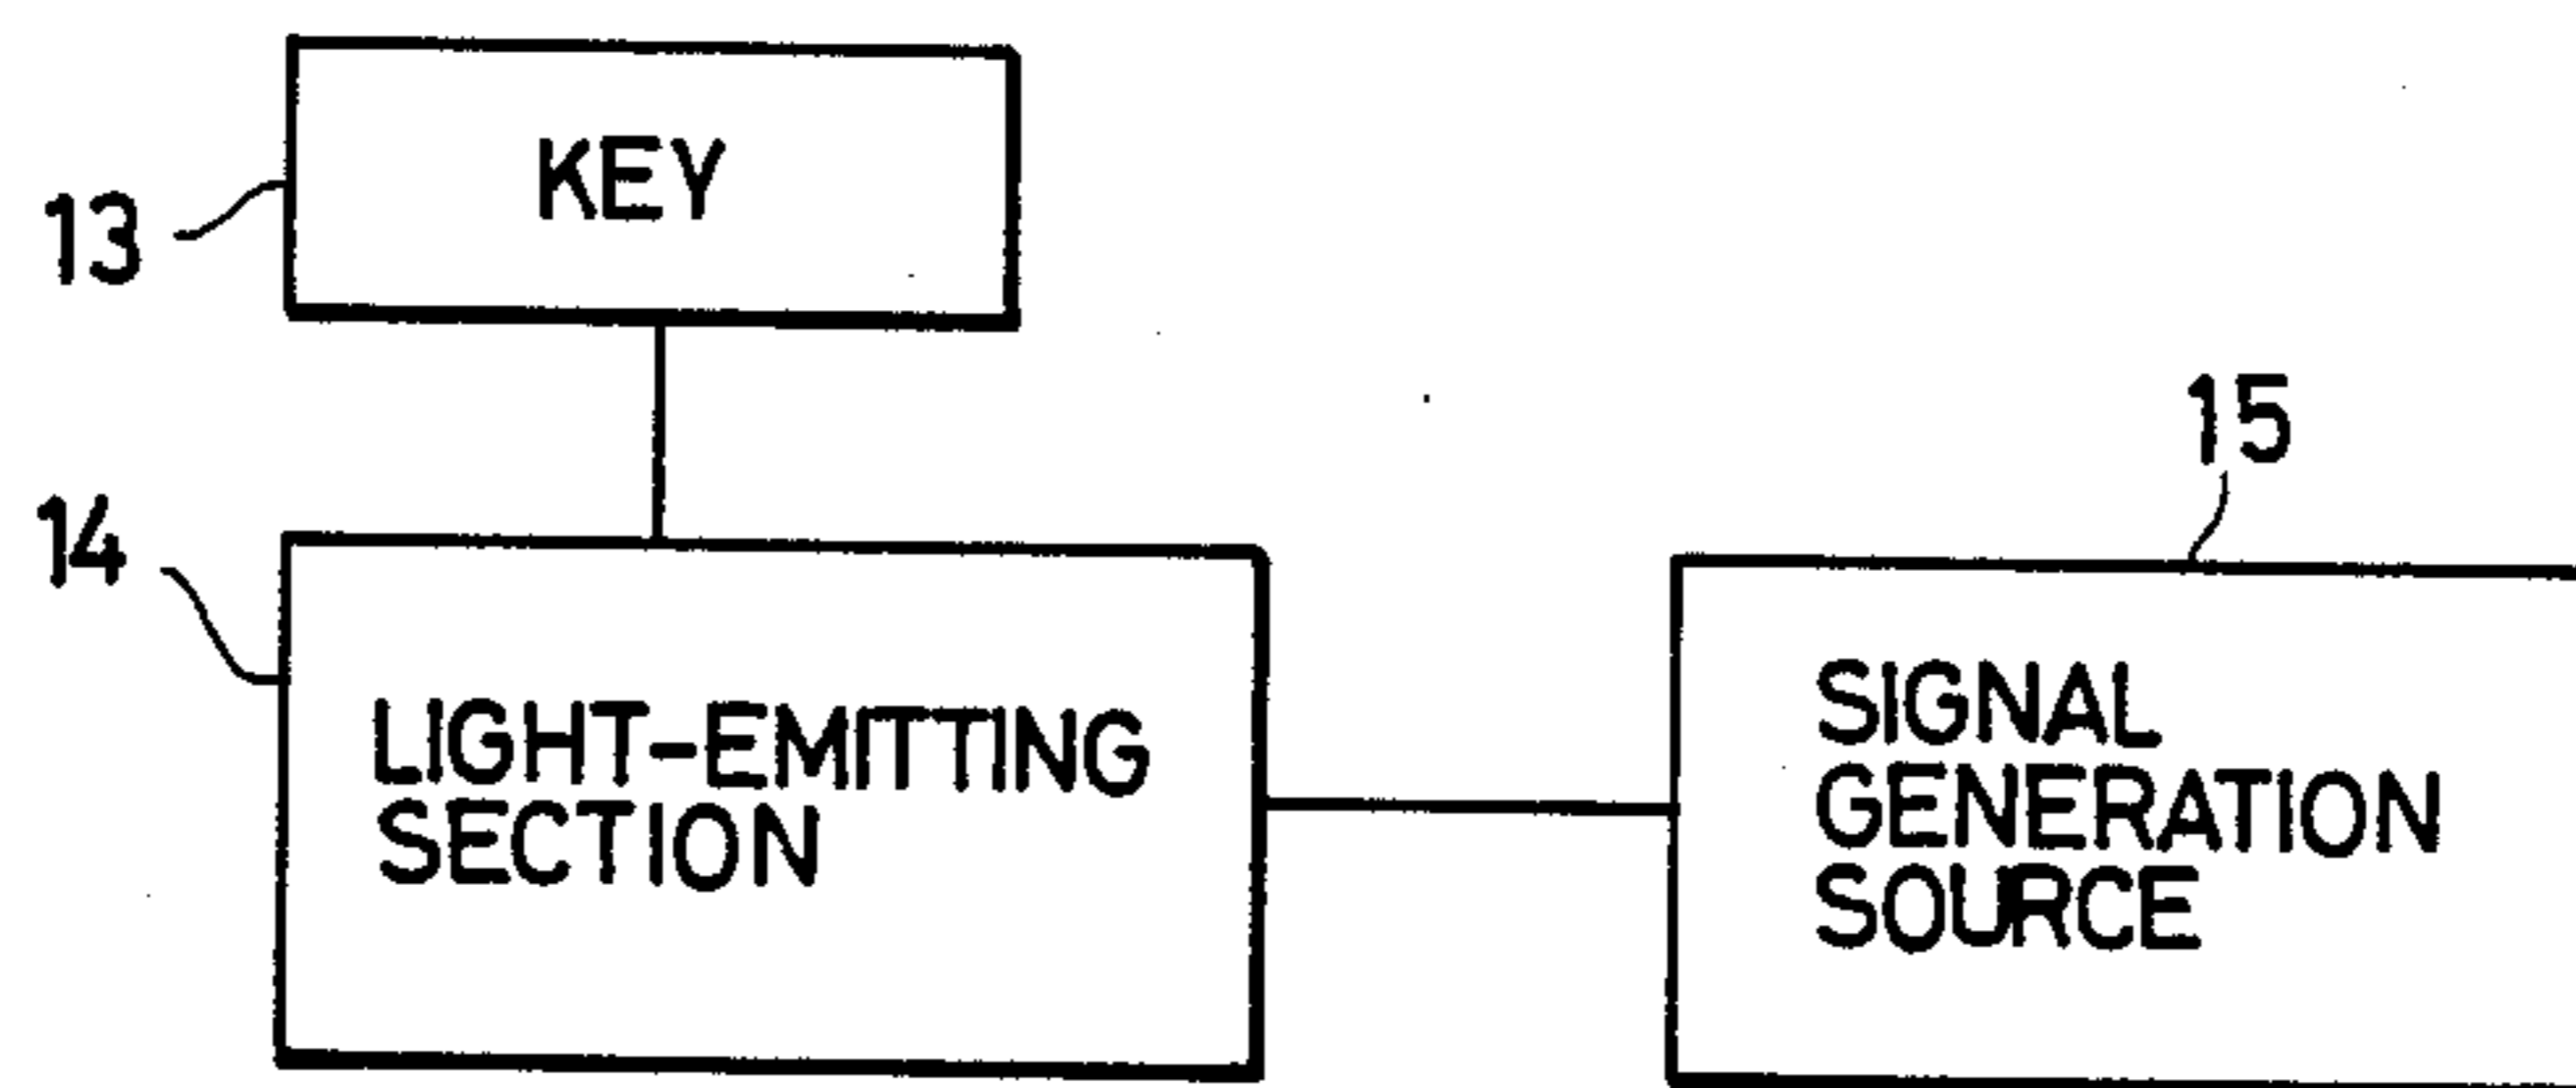 KEY
13
15
14
LIGHT-EMITTING
SECTION
SIGNAL
GENERATION
SOURCE